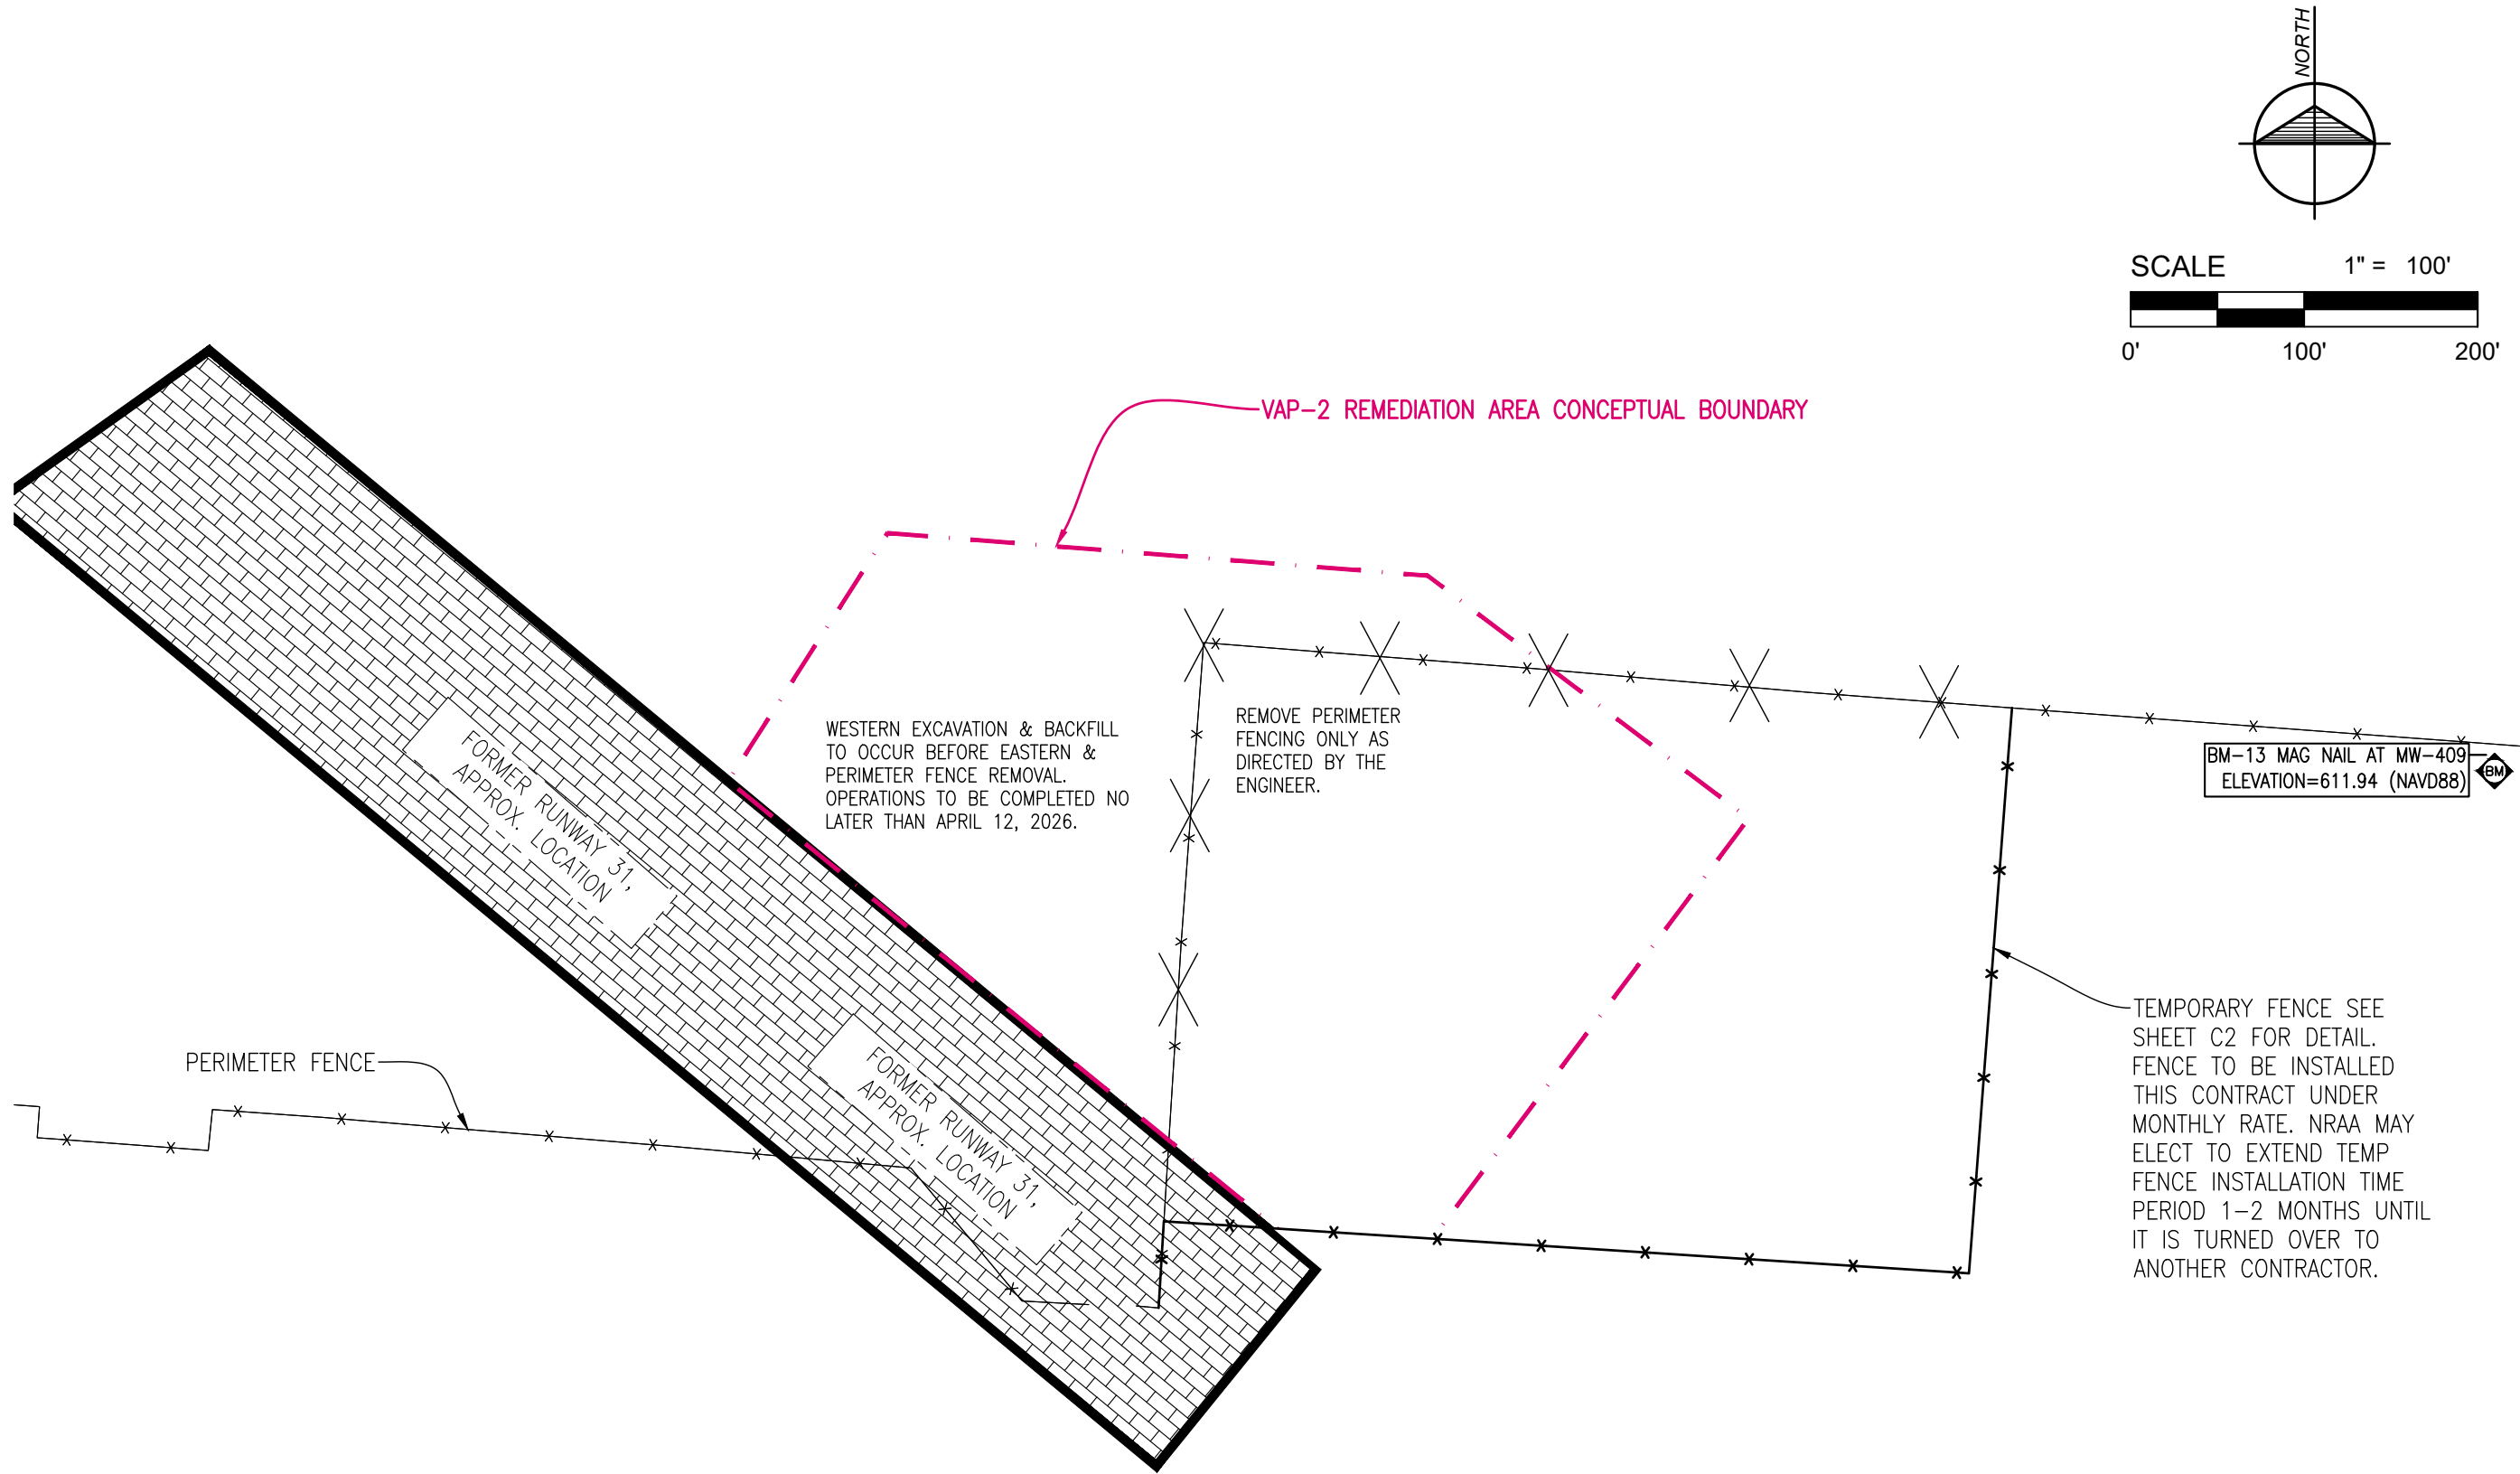 NORTH
SCALE 1" = 100'
0' 100' 200'
VAP-2 REMEDIATION AREA CONCEPTUAL BOUNDARY
WESTERN EXCAVATION & BACKFILL
TO OCCUR BEFORE EASTERN &
PERIMETER FENCE REMOVAL.
OPERATIONS TO BE COMPLETED NO
LATER THAN APRIL 12, 2026.
REMOVE PERIMETER
FENCING ONLY AS
DIRECTED BY THE
ENGINEER.
BM-13 MAG NAIL AT MW-409
ELEVATION=611.94 (NAVD88)
BM
FORMER RUNWAY 31,
APPROX. LOCATION
FORMER RUNWAY 31,
APPROX. LOCATION
PERIMETER FENCE
TEMPORARY FENCE SEE
SHEET C2 FOR DETAIL.
FENCE TO BE INSTALLED
THIS CONTRACT UNDER
MONTHLY RATE. NRAA MAY
ELECT TO EXTEND TEMP
FENCE INSTALLATION TIME
PERIOD 1-2 MONTHS UNTIL
IT IS TURNED OVER TO
ANOTHER CONTRACTOR.